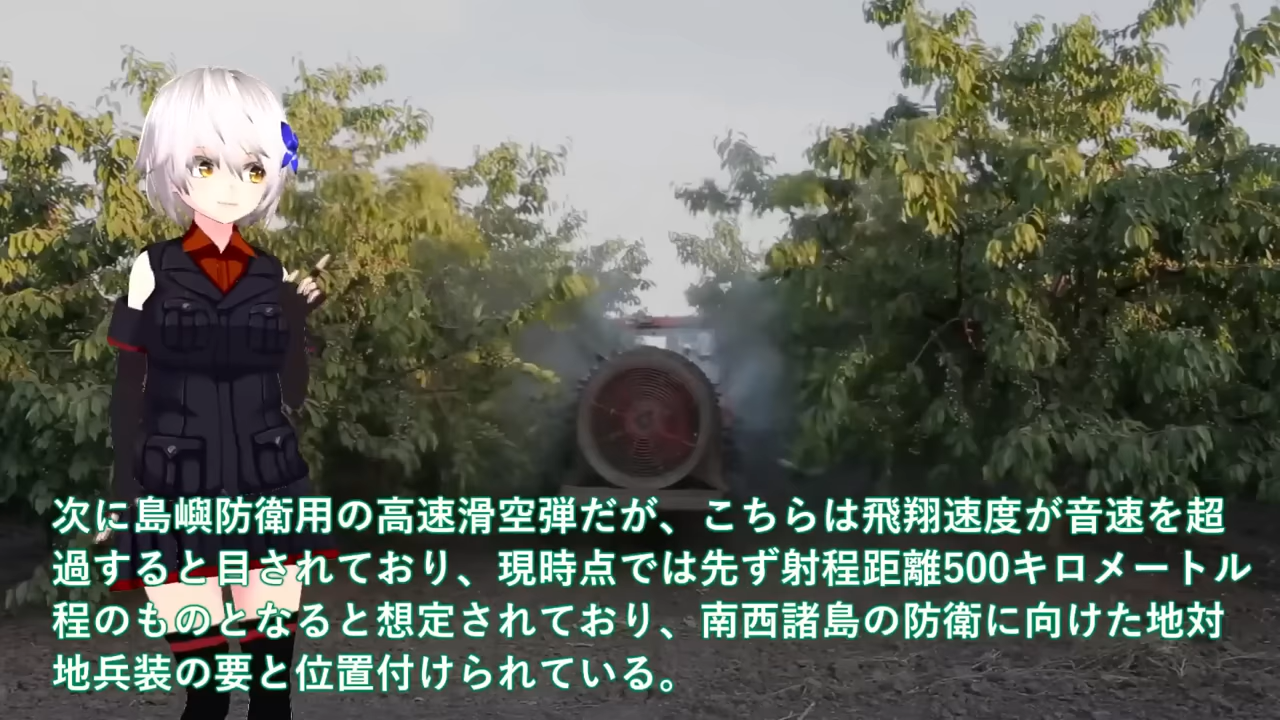 次に島嶼防衛用の高速滑空弾だが、こちらは飛翔速度が音速を超
過すると目されており、現時点では先ず射程距離500キロメートル
程のものとなると想定されており、南西諸島の防衛に向けた地対
地兵装の要と位置付けられている。